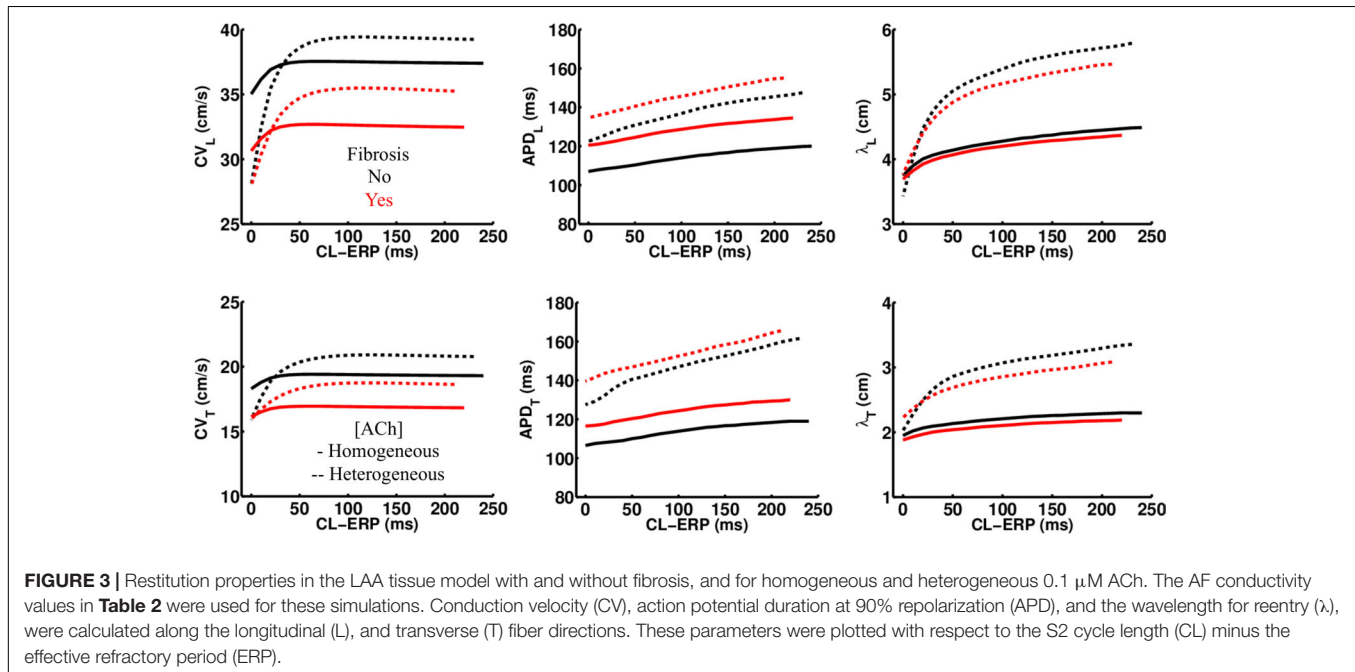 40
35
30
25
CV_L (cm/s)
Fibrosis
No
Yes
0 50 100 150 200 250
CL-ERP (ms)
180
160
140
120
100
80
APD_L (ms)
0 50 100 150 200 250
CL-ERP (ms)
6
5
4
3
λ_L (cm)
0 50 100 150 200 250
CL-ERP (ms)
25
20
15
10
CV_T (cm/s)
[ACh]
- Homogeneous
-- Heterogeneous
0 50 100 150 200 250
CL-ERP (ms)
180
160
140
120
100
80
APD_T (ms)
0 50 100 150 200 250
CL-ERP (ms)
4
3
2
1
λ_T (cm)
0 50 100 150 200 250
CL-ERP (ms)
FIGURE 3 | Restitution properties in the LAA tissue model with and without fibrosis, and for homogeneous and heterogeneous 0.1 μM ACh. The AF conductivity
values in Table 2 were used for these simulations. Conduction velocity (CV), action potential duration at 90% repolarization (APD), and the wavelength for reentry (λ),
were calculated along the longitudinal (L), and transverse (T) fiber directions. These parameters were plotted with respect to the S2 cycle length (CL) minus the
effective refractory period (ERP).